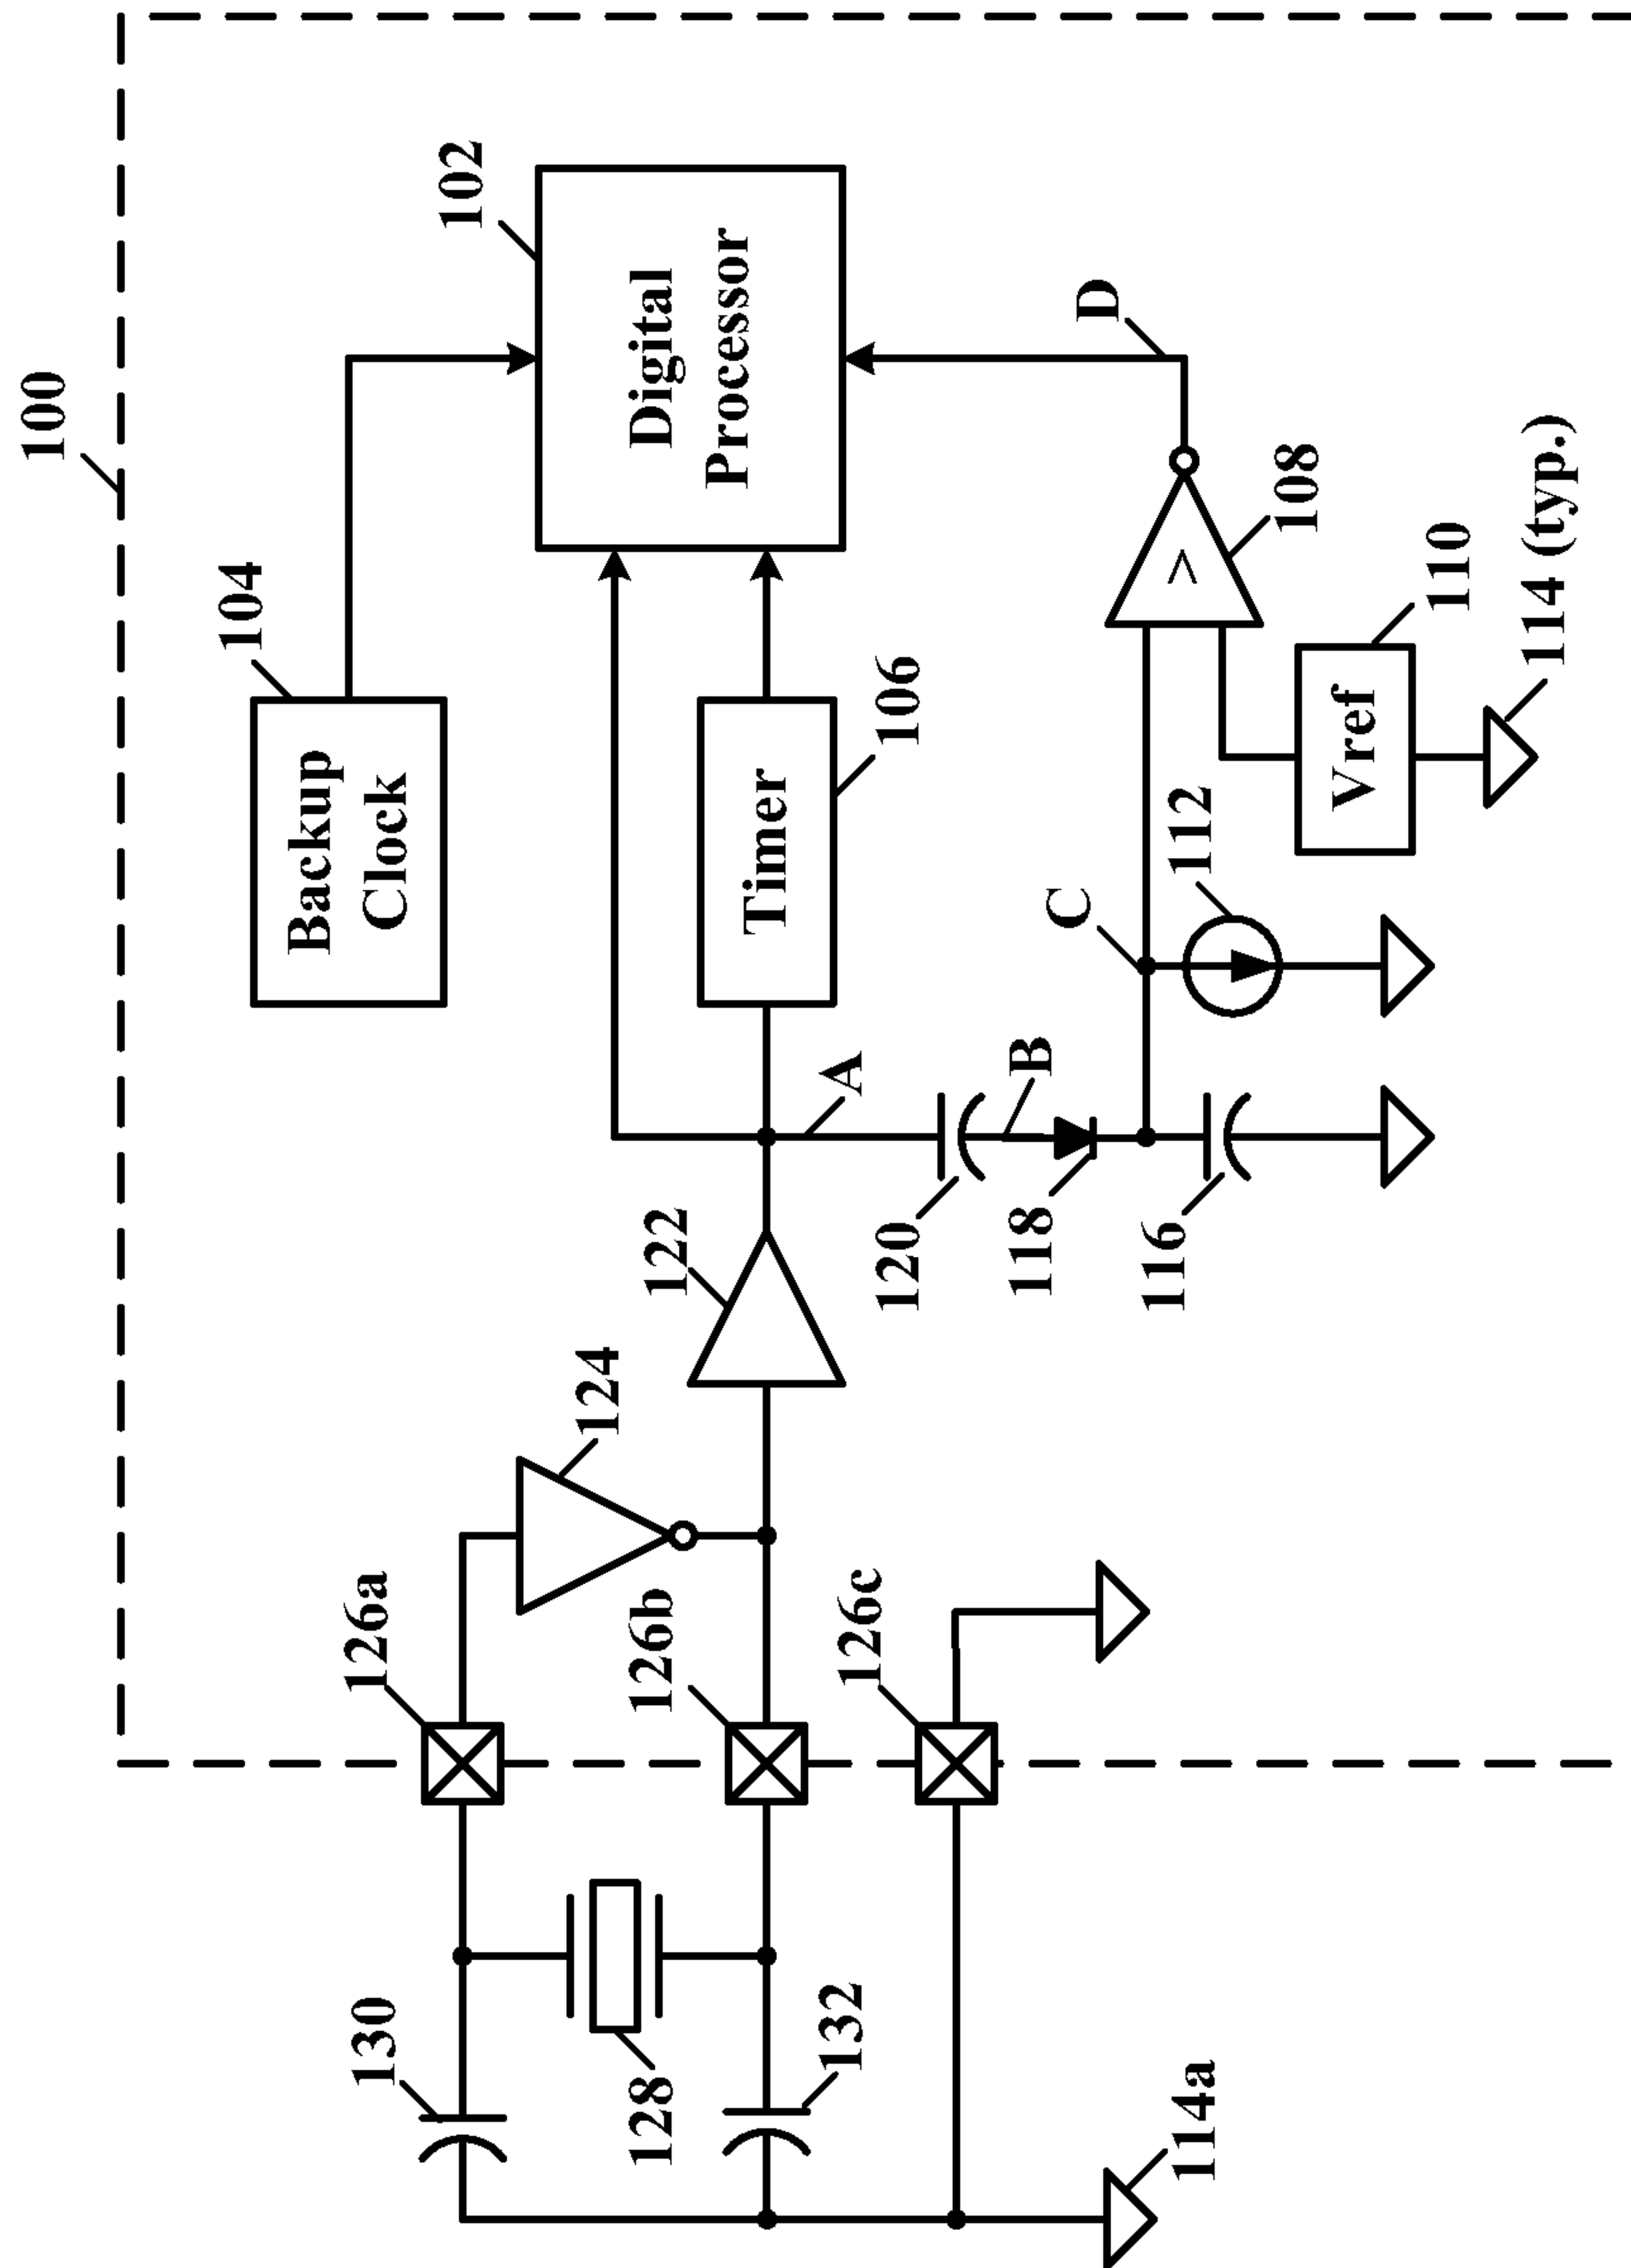 100
104
Backup
Clock
102
Digital
Processor
Timer
106
A
D
>
108
C
112
Vref
110
114 (typ.)
122
120
B
118
116
124
126a
126b
126c
130
128
132
114a